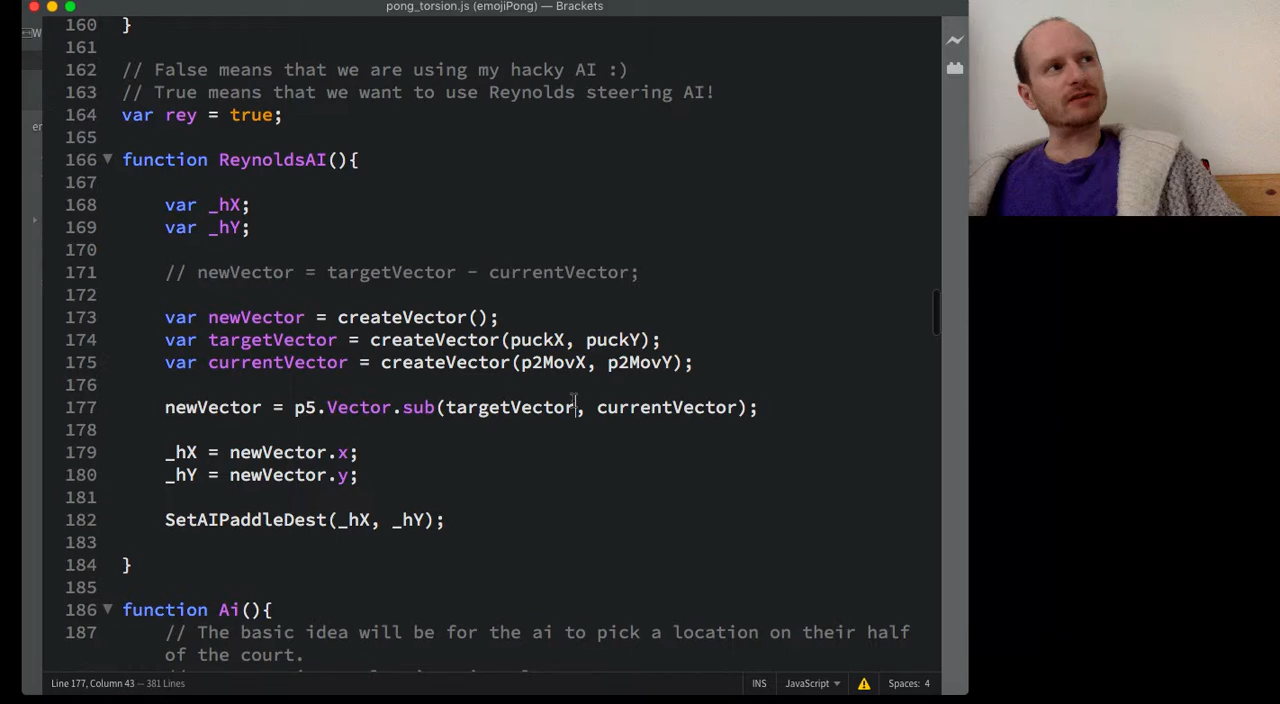 pong_torsion.js (emojiPong) — Brackets
W
160 }
161
162 // False means that we are using my hacky AI :)
163 // True means that we want to use Reynolds steering AI!
164 var rey = true;
165
166 function ReynoldsAI(){
167
168 var _hX;
169 var _hY;
170
171 // newVector = targetVector - currentVector;
172
173 var newVector = createVector();
174 var targetVector = createVector(puckX, puckY);
175 var currentVector = createVector(p2MovX, p2MovY);
176
177 newVector = p5.Vector.sub(targetVector, currentVector);
178
179 _hX = newVector.x;
180 _hY = newVector.y;
181
182 SetAIPaddleDest(_hX, _hY);
183
184 }
185
186 function Ai(){
187 // The basic idea will be for the ai to pick a location on their half
of the court.
Line 177, Column 43 — 381 Lines
INS JavaScript Spaces: 4